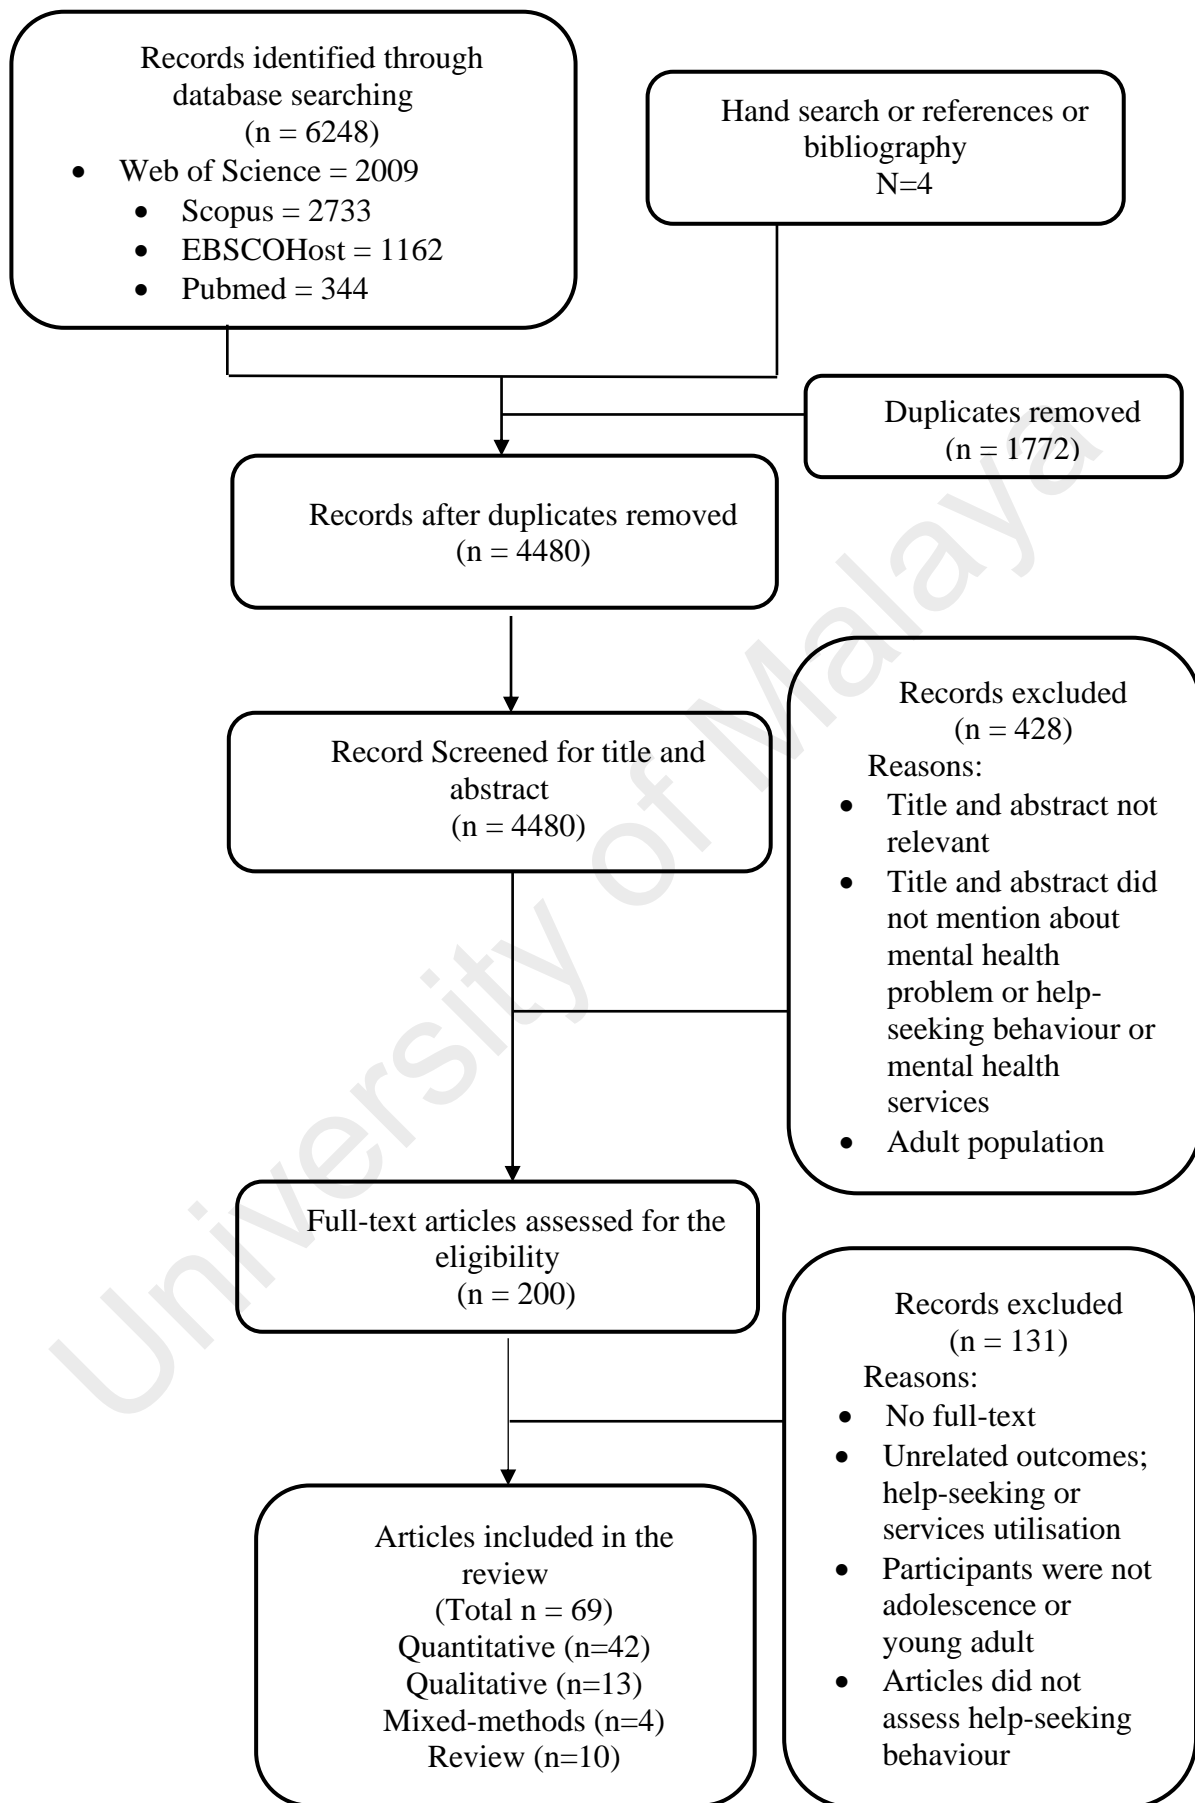 Records identified through
database searching
(n = 6248)
• Web of Science = 2009
• Scopus = 2733
• EBSCOHost = 1162
• Pubmed = 344
Hand search or references or
bibliography
N=4
Duplicates removed
(n = 1772)
Records after duplicates removed
(n = 4480)
Record Screened for title and
abstract
(n = 4480)
Records excluded
(n = 428)
Reasons:
• Title and abstract not
relevant
• Title and abstract did
not mention about
mental health
problem or help-
seeking behaviour or
mental health
services
• Adult population
Full-text articles assessed for the
eligibility
(n = 200)
Records excluded
(n = 131)
Reasons:
• No full-text
• Unrelated outcomes;
help-seeking or
services utilisation
• Participants were not
adolescence or
young adult
• Articles did not
assess help-seeking
behaviour
Articles included in the
review
(Total n = 69)
Quantitative (n=42)
Qualitative (n=13)
Mixed-methods (n=4)
Review (n=10)
University of Malaya